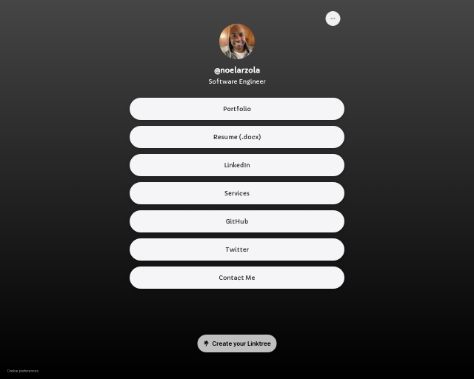 @noelarzola
Software Engineer
Portfolio
Resume (.docx)
LinkedIn
Services
GitHub
Twitter
Contact Me
Create your Linktree
Cookie preferences